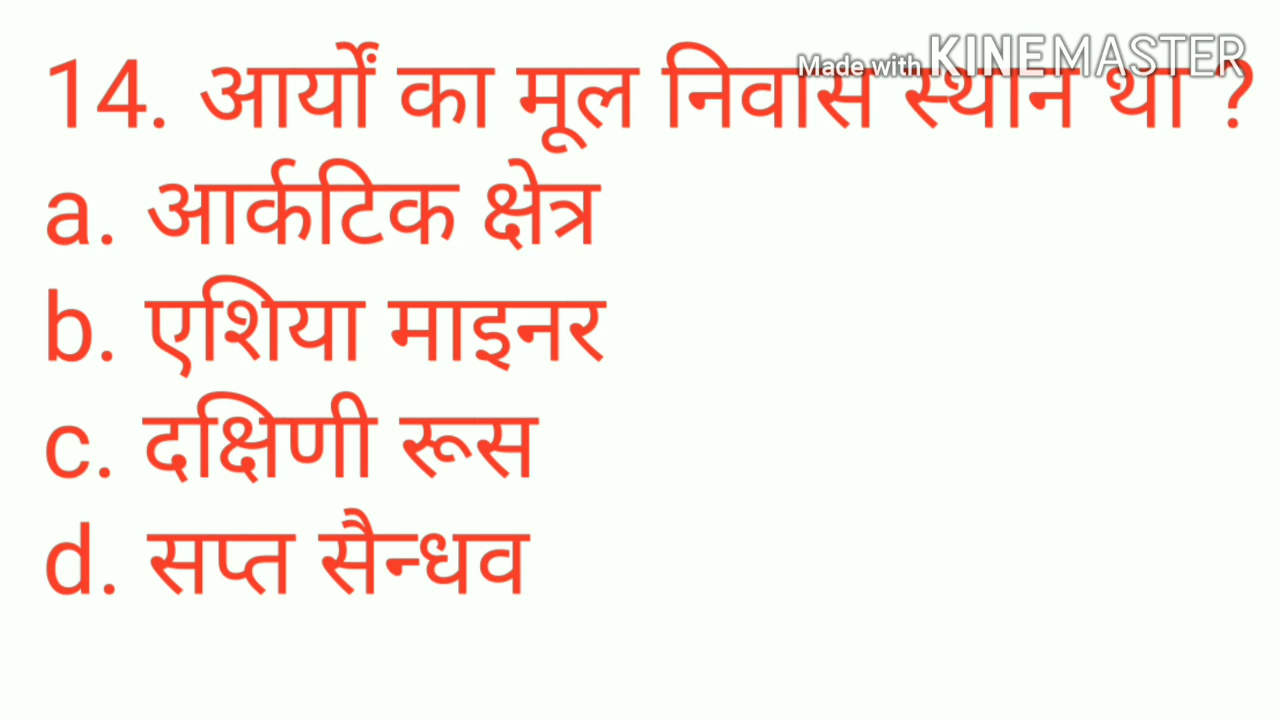 Made with KINEMASTER
14. आर्यों का मूल निवास स्थान था ?
a. आर्कटिक क्षेत्र
b. एशिया माइनर
c. दक्षिणी रूस
d. सप्त सैन्धव